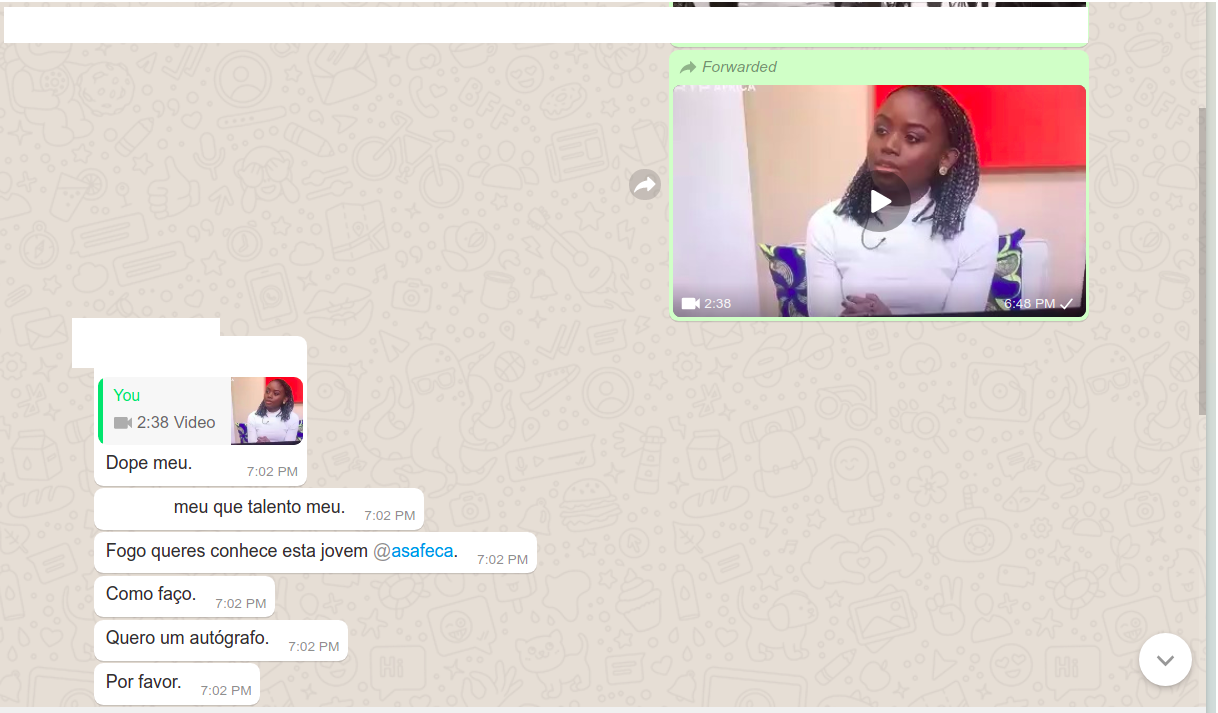 Forwarded
AFRICA
2:38
6:48 PM
You
2:38 Video
Dope meu.
7:02 PM
meu que talento meu.
7:02 PM
Fogo queres conhece esta jovem @asafeca.
7:02 PM
Como faço.
7:02 PM
Quero um autógrafo.
7:02 PM
Por favor.
7:02 PM